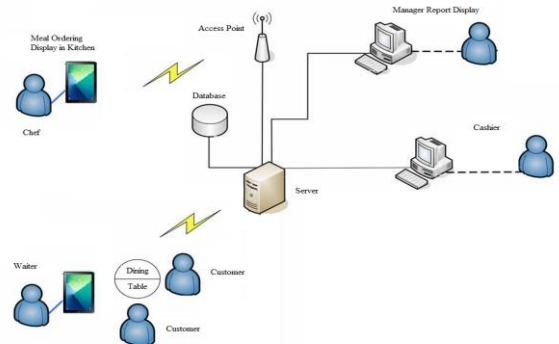 Manager Report Display
Access Point
Meal Ordering
Display in Kitchen
Database
Chef
Cashier
Server
Waiter
Dining
Table
Customer
Customer